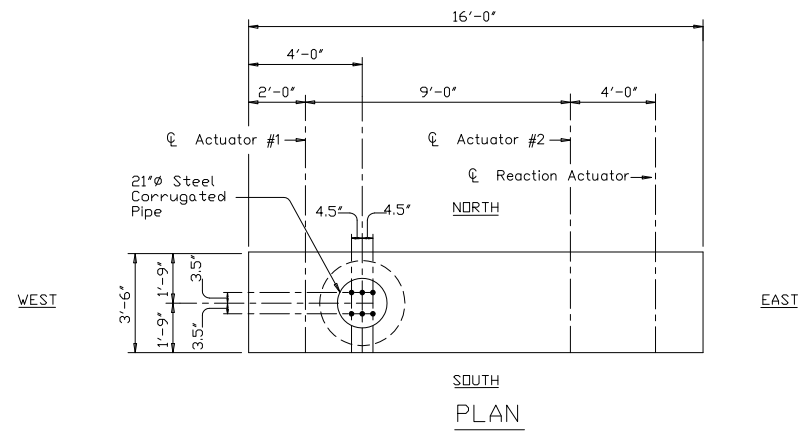 16'-0"
4'-0"
2'-0"
9'-0"
4'-0"
℄ Actuator #1
℄ Actuator #2
℄ Reaction Actuator
21"Ø Steel
Corrugated
Pipe
4.5"
4.5"
NORTH
3'-6"
1'-9"
3.5"
WEST
EAST
1'-9"
3.5"
SOUTH
PLAN